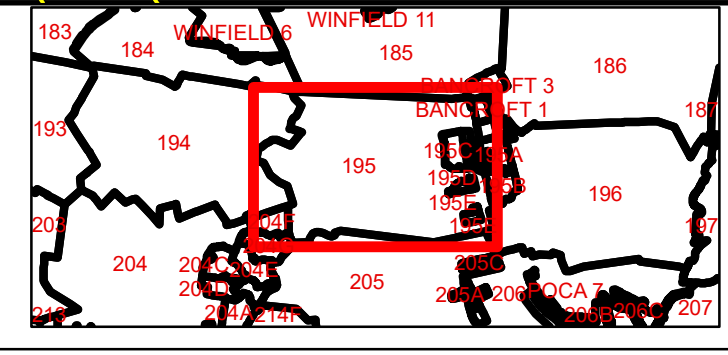 183
184
WINFIELD 6
WINFIELD 11
185
186
BANCROFT 3
BANCROFT 1
187
193
194
195
195C
195A
195D
195B
195E
196
203
204F
197
204
204C
204E
204D
205
205C
205A
206
POCA 7
206B
206C
207
213
204A
214F